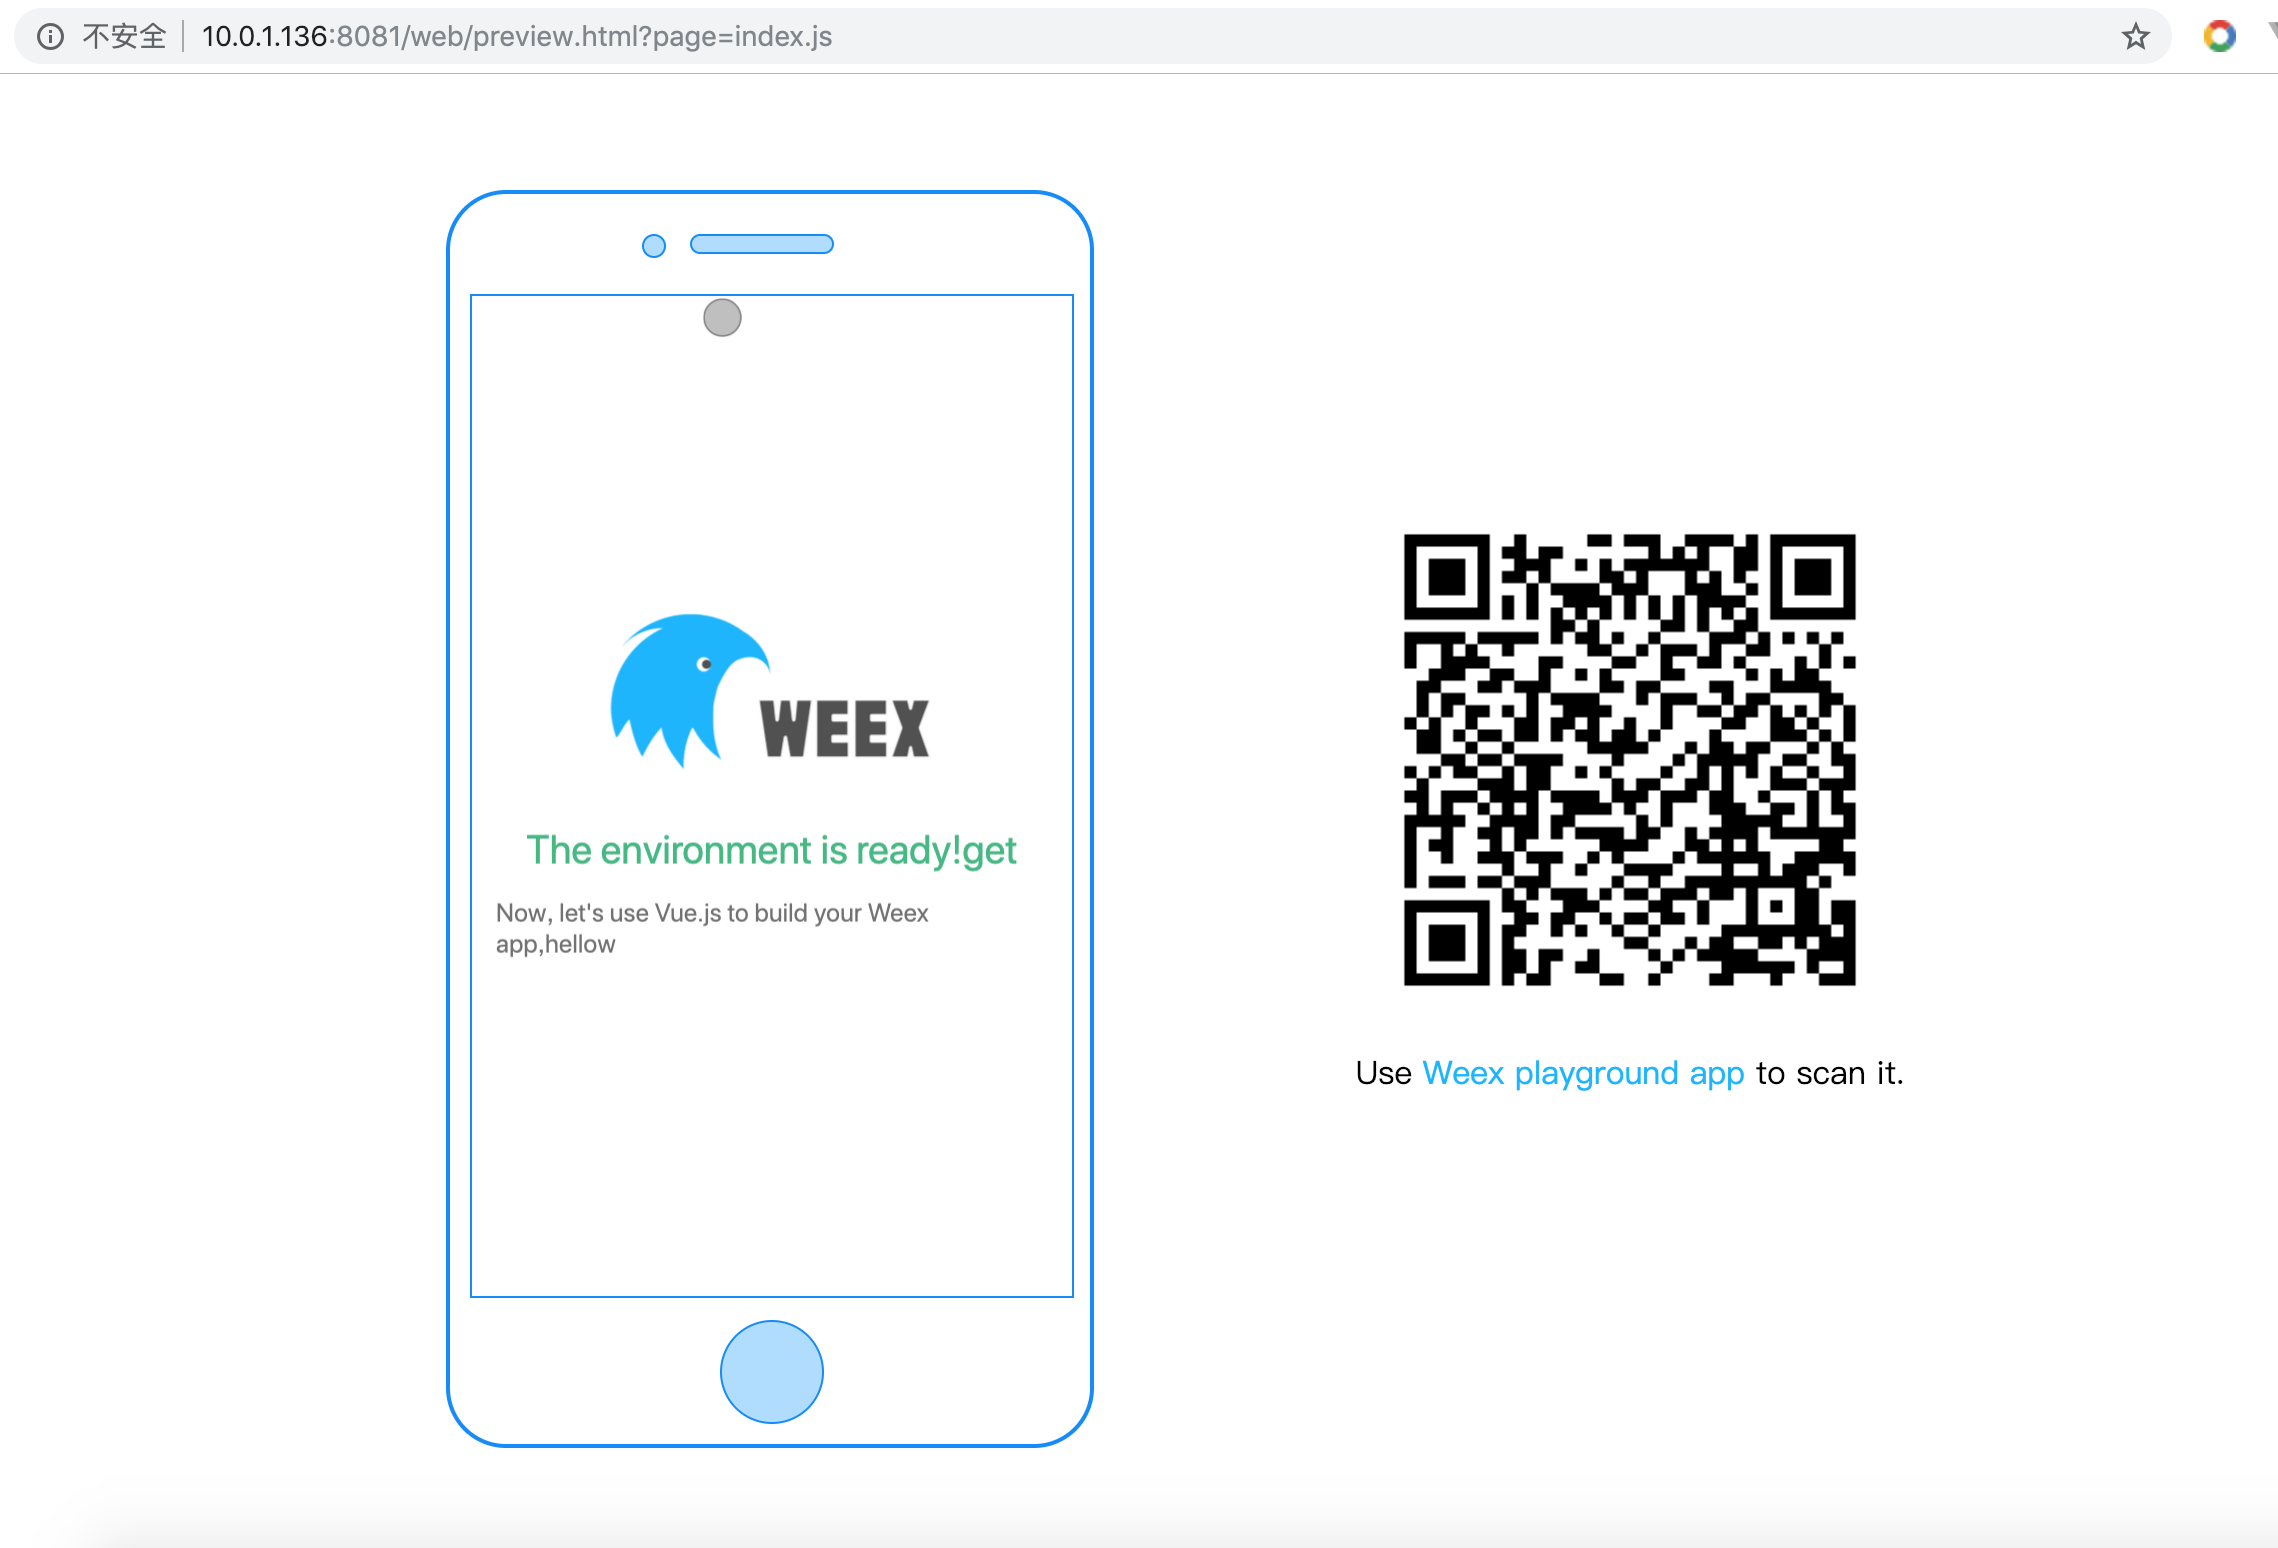 不安全 10.0.1.136:8081/web/preview.html?page=index.js
WEEX
The environment is ready!get
Now, let's use Vue.js to build your Weex
app,hellow
Use Weex playground app to scan it.